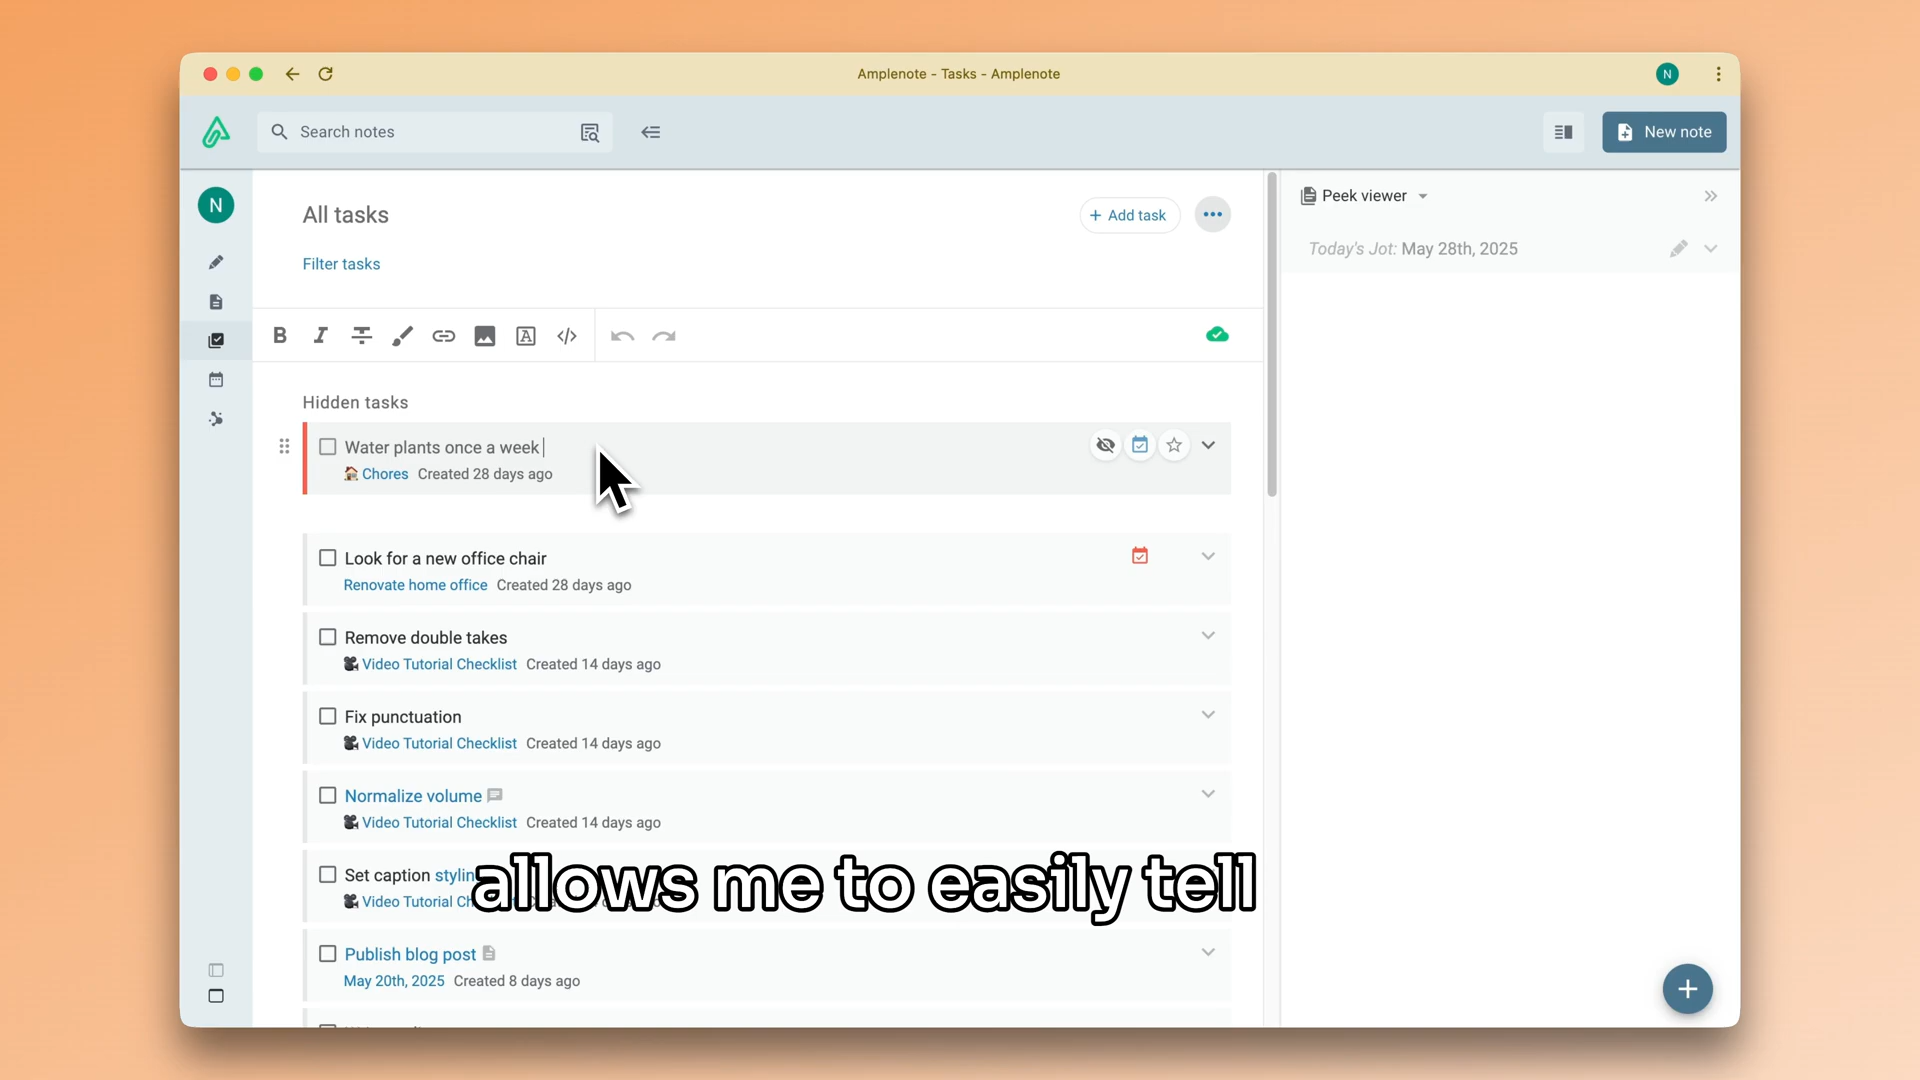 Amplenote - Tasks - Amplenote
N
Search notes
New note
N
All tasks
Add task
Filter tasks
Peek viewer
Today's Jot: May 28th, 2025
Hidden tasks
Water plants once a week
Chores Created 28 days ago
Look for a new office chair
Renovate home office Created 28 days ago
Remove double takes
Video Tutorial Checklist Created 14 days ago
Fix punctuation
Video Tutorial Checklist Created 14 days ago
Normalize volume
Video Tutorial Checklist Created 14 days ago
Set caption
allows me to easily tell
Video Tutorial
Publish blog post
May 20th, 2025 Created 8 days ago